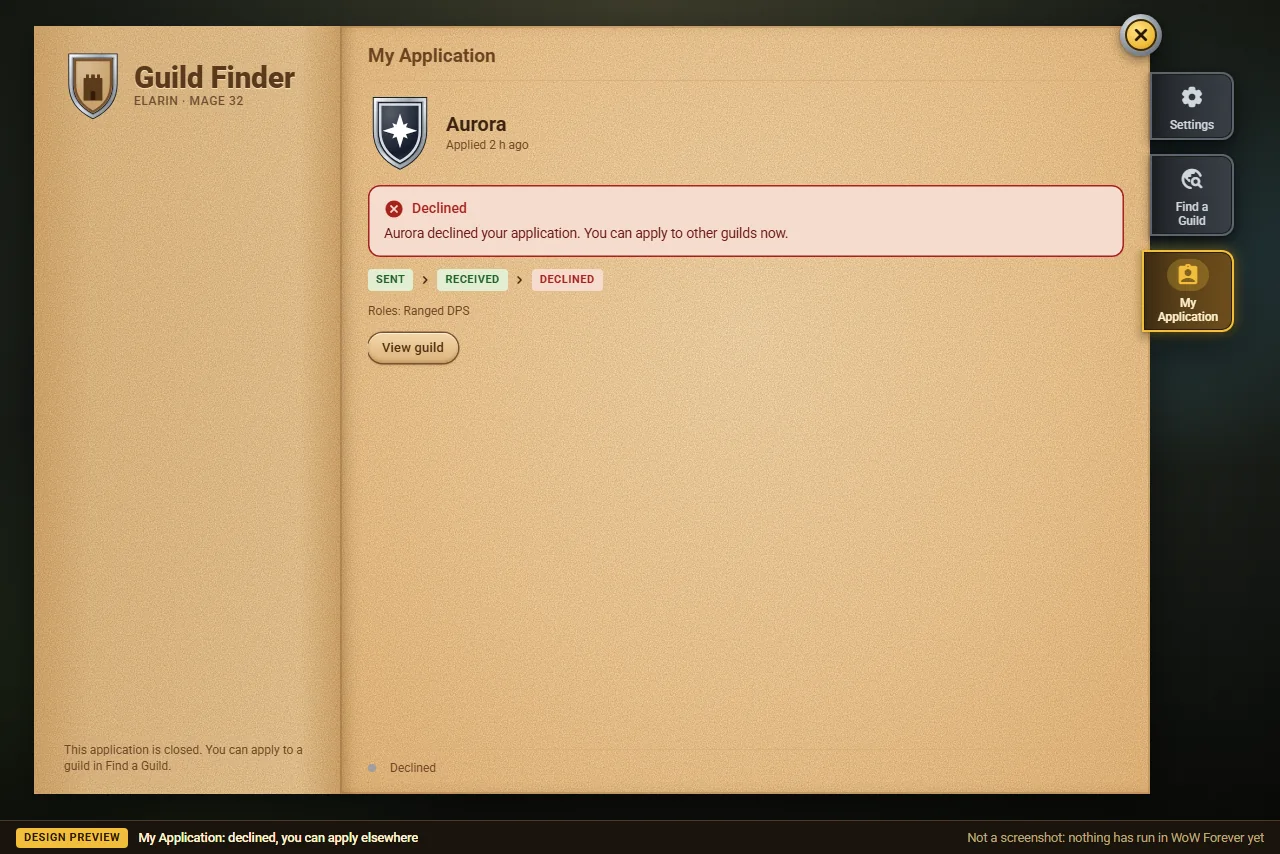 Guild Finder
ELARIN · MAGE 32
My Application
Aurora
Applied 2 h ago
Declined
Aurora declined your application. You can apply to other guilds now.
SENT › RECEIVED › DECLINED
Roles: Ranged DPS
View guild
Settings
Find a
Guild
My
Application
This application is closed. You can apply to a
guild in Find a Guild.
Declined
DESIGN PREVIEW My Application: declined, you can apply elsewhere
Not a screenshot: nothing has run in WoW Forever yet